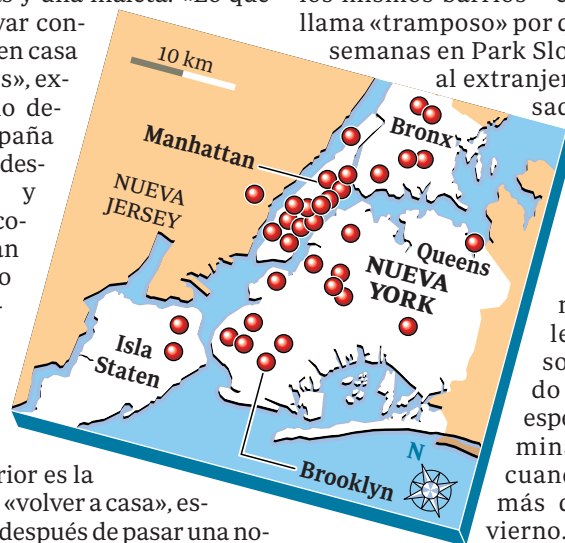 s y una maleta. «Lo que
var con-
en casa
s», ex-
o de-
paña
des-
y
co-
an
o
-
rior es la
«volver a casa», es-
después de pasar una no-
los mismos barrios
llama «tramposo» por
semanas en Park Slo
al extranjer
sac
le
so
do
espe
mina
cuan
más
vierno.
10 km
Bronx
Manhattan
NUEVA
JERSEY
Queens
NUEVA
YORK
Isla
Staten
Brooklyn
N